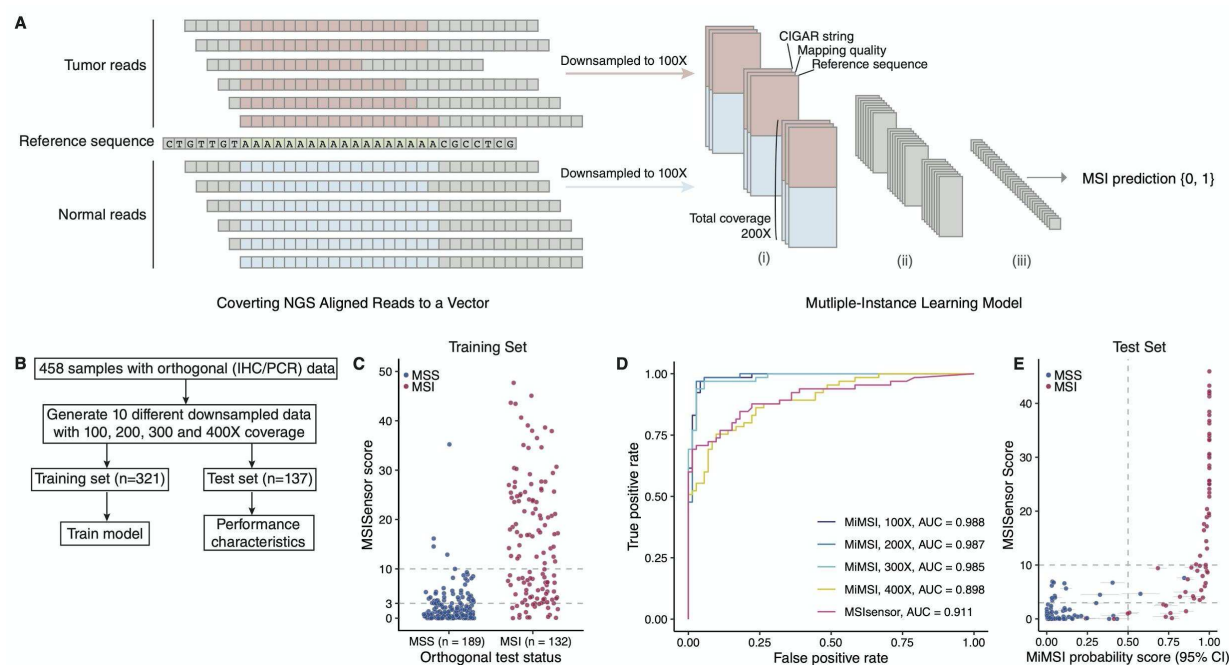 A
Tumor reads
Reference sequence
CTGTTGTAAAAAAAAAAAAAAAAAACGCCTCG
Normal reads
Downsampled to 100X
Downsampled to 100X
CIGAR string
Mapping quality
Reference sequence
Total coverage
200X
(i)
(ii)
(iii)
MSI prediction {0, 1}
Coverting NGS Aligned Reads to a Vector
Mutliple-Instance Learning Model
B
458 samples with orthogonal (IHC/PCR) data
Generate 10 different downsampled data
with 100, 200, 300 and 400X coverage
Training set (n=321)
Test set (n=137)
Train model
Performance
characteristics
C
Training Set
MSS
MSI
MSISensor score
50
40
30
20
10
3
0
MSS (n = 189)
MSI (n = 132)
Orthogonal test status
D
True positive rate
1.00
0.75
0.50
0.25
0.00
MiMSI, 100X, AUC = 0.988
MiMSI, 200X, AUC = 0.987
MiMSI, 300X, AUC = 0.985
MiMSI, 400X, AUC = 0.898
MSIsensor, AUC = 0.911
0.00
0.25
0.50
0.75
1.00
False positive rate
E
Test Set
MSS
MSI
MSISensor Score
40
30
20
10
3
0
0.00
0.25
0.50
0.75
1.00
MiMSI probability score (95% CI)